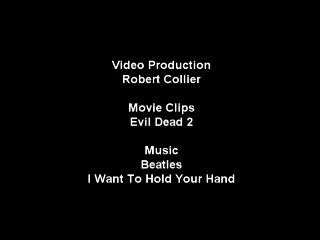 Video Production
Robert Collier
Movie Clips
Evil Dead 2
Music
Beatles
I Want To Hold Your Hand